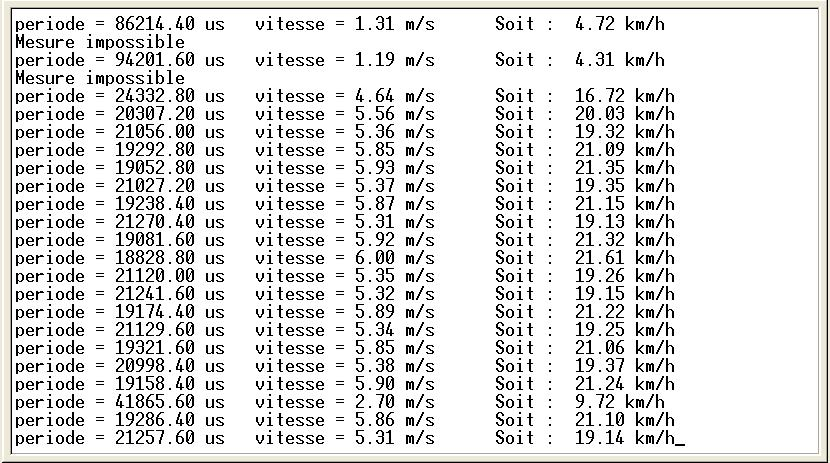 periode = 86214.40 us   vitesse = 1.31 m/s      Soit :  4.72 km/h
Mesure impossible
periode = 94201.60 us   vitesse = 1.19 m/s      Soit :  4.31 km/h
Mesure impossible
periode = 24332.80 us   vitesse = 4.64 m/s      Soit :  16.72 km/h
periode = 20307.20 us   vitesse = 5.56 m/s      Soit :  20.03 km/h
periode = 21056.00 us   vitesse = 5.36 m/s      Soit :  19.32 km/h
periode = 19292.80 us   vitesse = 5.85 m/s      Soit :  21.09 km/h
periode = 19052.80 us   vitesse = 5.93 m/s      Soit :  21.35 km/h
periode = 21027.20 us   vitesse = 5.37 m/s      Soit :  19.35 km/h
periode = 19238.40 us   vitesse = 5.87 m/s      Soit :  21.15 km/h
periode = 21270.40 us   vitesse = 5.31 m/s      Soit :  19.13 km/h
periode = 19081.60 us   vitesse = 5.92 m/s      Soit :  21.32 km/h
periode = 18828.80 us   vitesse = 6.00 m/s      Soit :  21.61 km/h
periode = 21120.00 us   vitesse = 5.35 m/s      Soit :  19.26 km/h
periode = 21241.60 us   vitesse = 5.32 m/s      Soit :  19.15 km/h
periode = 19174.40 us   vitesse = 5.89 m/s      Soit :  21.22 km/h
periode = 21129.60 us   vitesse = 5.34 m/s      Soit :  19.25 km/h
periode = 19321.60 us   vitesse = 5.85 m/s      Soit :  21.06 km/h
periode = 20998.40 us   vitesse = 5.38 m/s      Soit :  19.37 km/h
periode = 19158.40 us   vitesse = 5.90 m/s      Soit :  21.24 km/h
periode = 41865.60 us   vitesse = 2.70 m/s      Soit :  9.72 km/h
periode = 19286.40 us   vitesse = 5.86 m/s      Soit :  21.10 km/h
periode = 21257.60 us   vitesse = 5.31 m/s      Soit :  19.14 km/h_